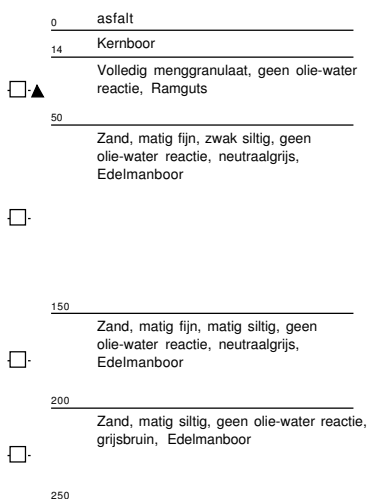 0 asfalt
14 Kernboor
Volledig menggranulaat, geen olie-water
reactie, Ramguts
50
Zand, matig fijn, zwak siltig, geen
olie-water reactie, neutraalgrijs,
Edelmanboor
150
Zand, matig fijn, matig siltig, geen
olie-water reactie, neutraalgrijs,
Edelmanboor
200
Zand, matig siltig, geen olie-water reactie,
grijsbruin, Edelmanboor
250